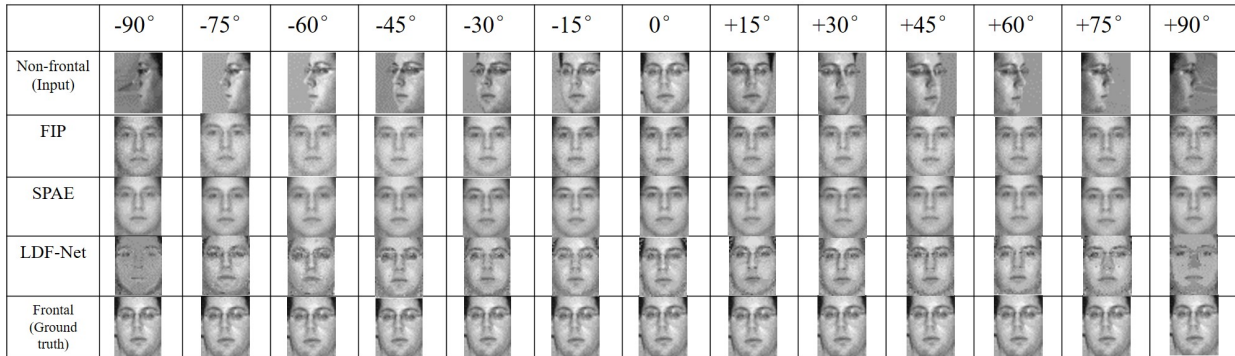 -90° -75° -60° -45° -30° -15° 0° +15° +30° +45° +60° +75° +90°
Non-frontal
(Input)
FIP
SPAE
LDF-Net
Frontal
(Ground
truth)